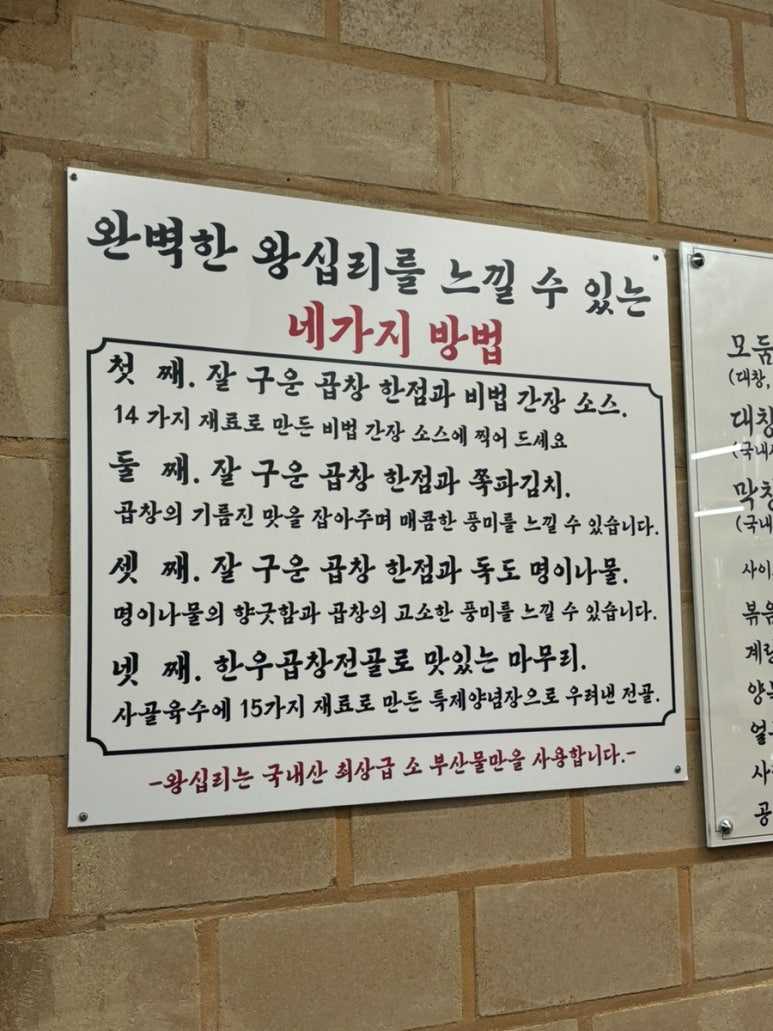 완벽한 왕십리를 느낄 수 있는
네가지 방법
첫 째. 잘 구운 곱창 한점과 비법 간장 소스.
14 가지 재료로 만든 비법 간장 소스에 찍어 드세요
둘 째. 잘 구운 곱창 한점과 쪽파김치.
곱창의 기름진 맛을 잡아주며 매콤한 풍미를 느낄 수 있습니다.
셋 째. 잘 구운 곱창 한점과 독도 명이나물.
명이나물의 향긋함과 곱창의 고소한 풍미를 느낄 수 있습니다.
넷 째. 한우곱창전골로 맛있는 마무리.
사골육수에 15가지 재료로 만든 특제양념장으로 우려낸 전골.
-왕십리는 국내산 최상급 소 부산물만을 사용합니다.-
모둠
(대창,
대창
막창
(국내